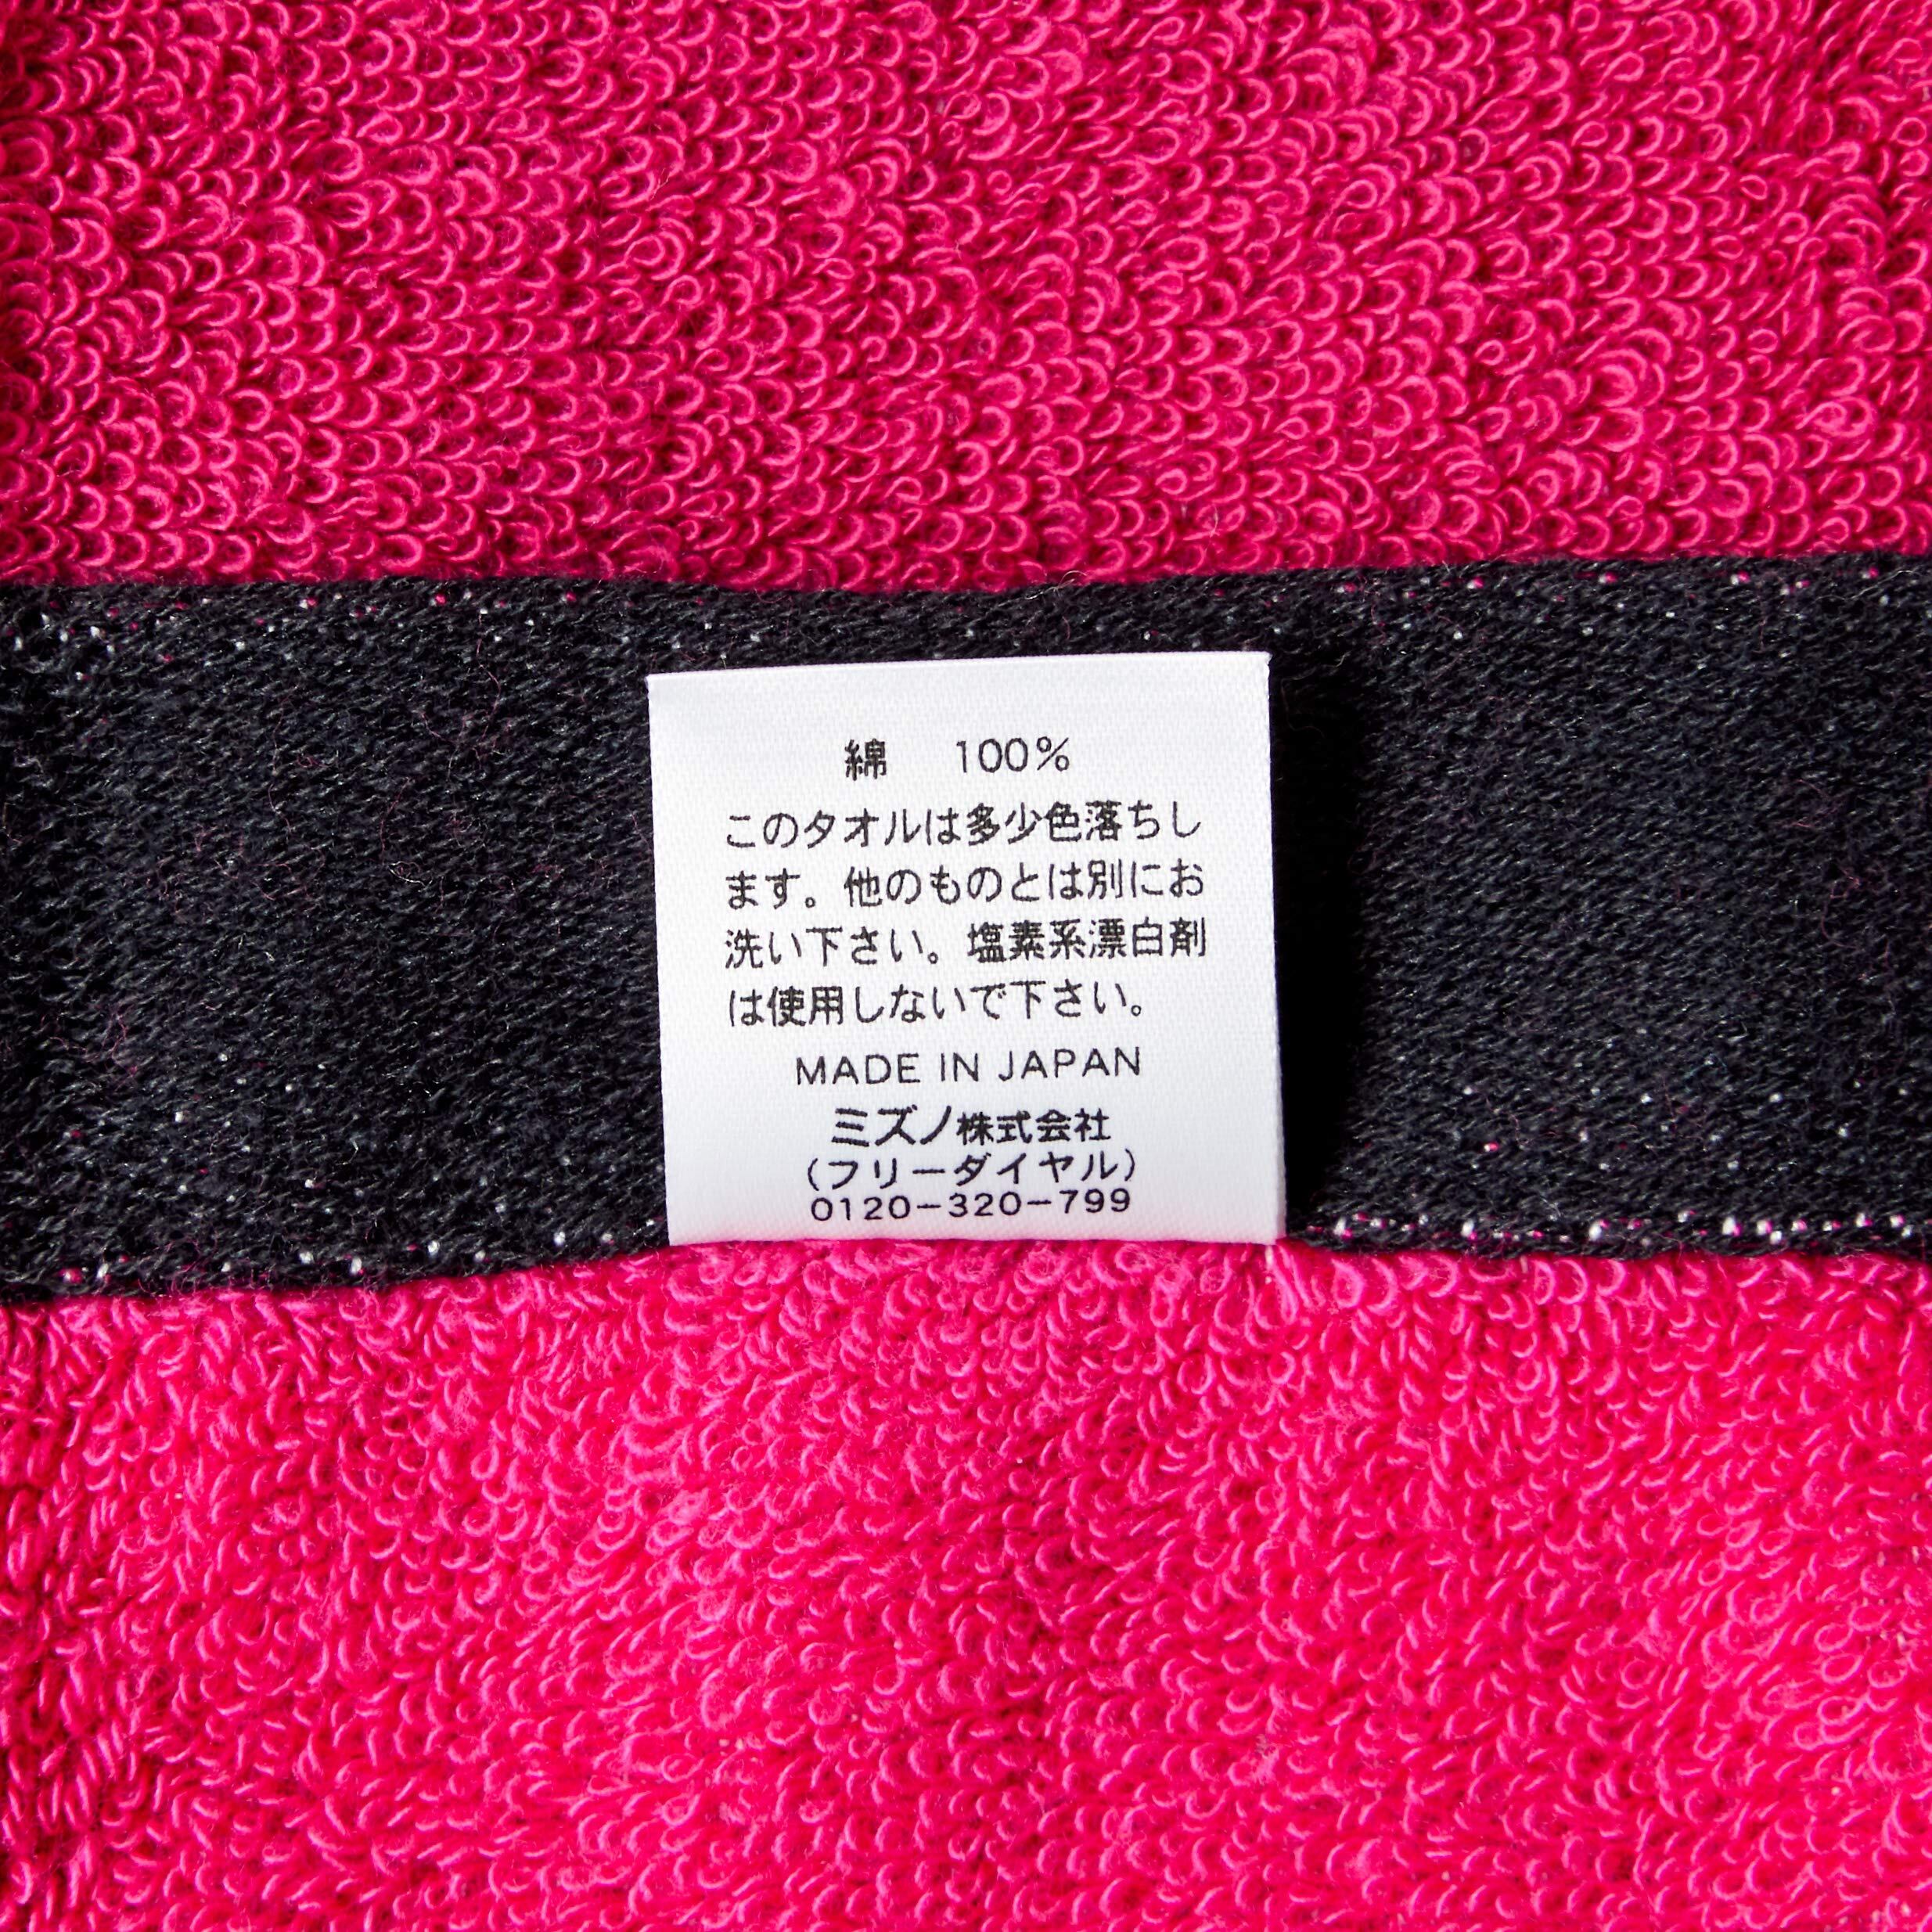 綿 100%
このタオルは多少色落ちし
ます。他のものとは別にお
洗い下さい。塩素系漂白剤
は使用しないで下さい。
MADE IN JAPAN
ミズノ株式会社
(フリーダイヤル)
0120-320-799